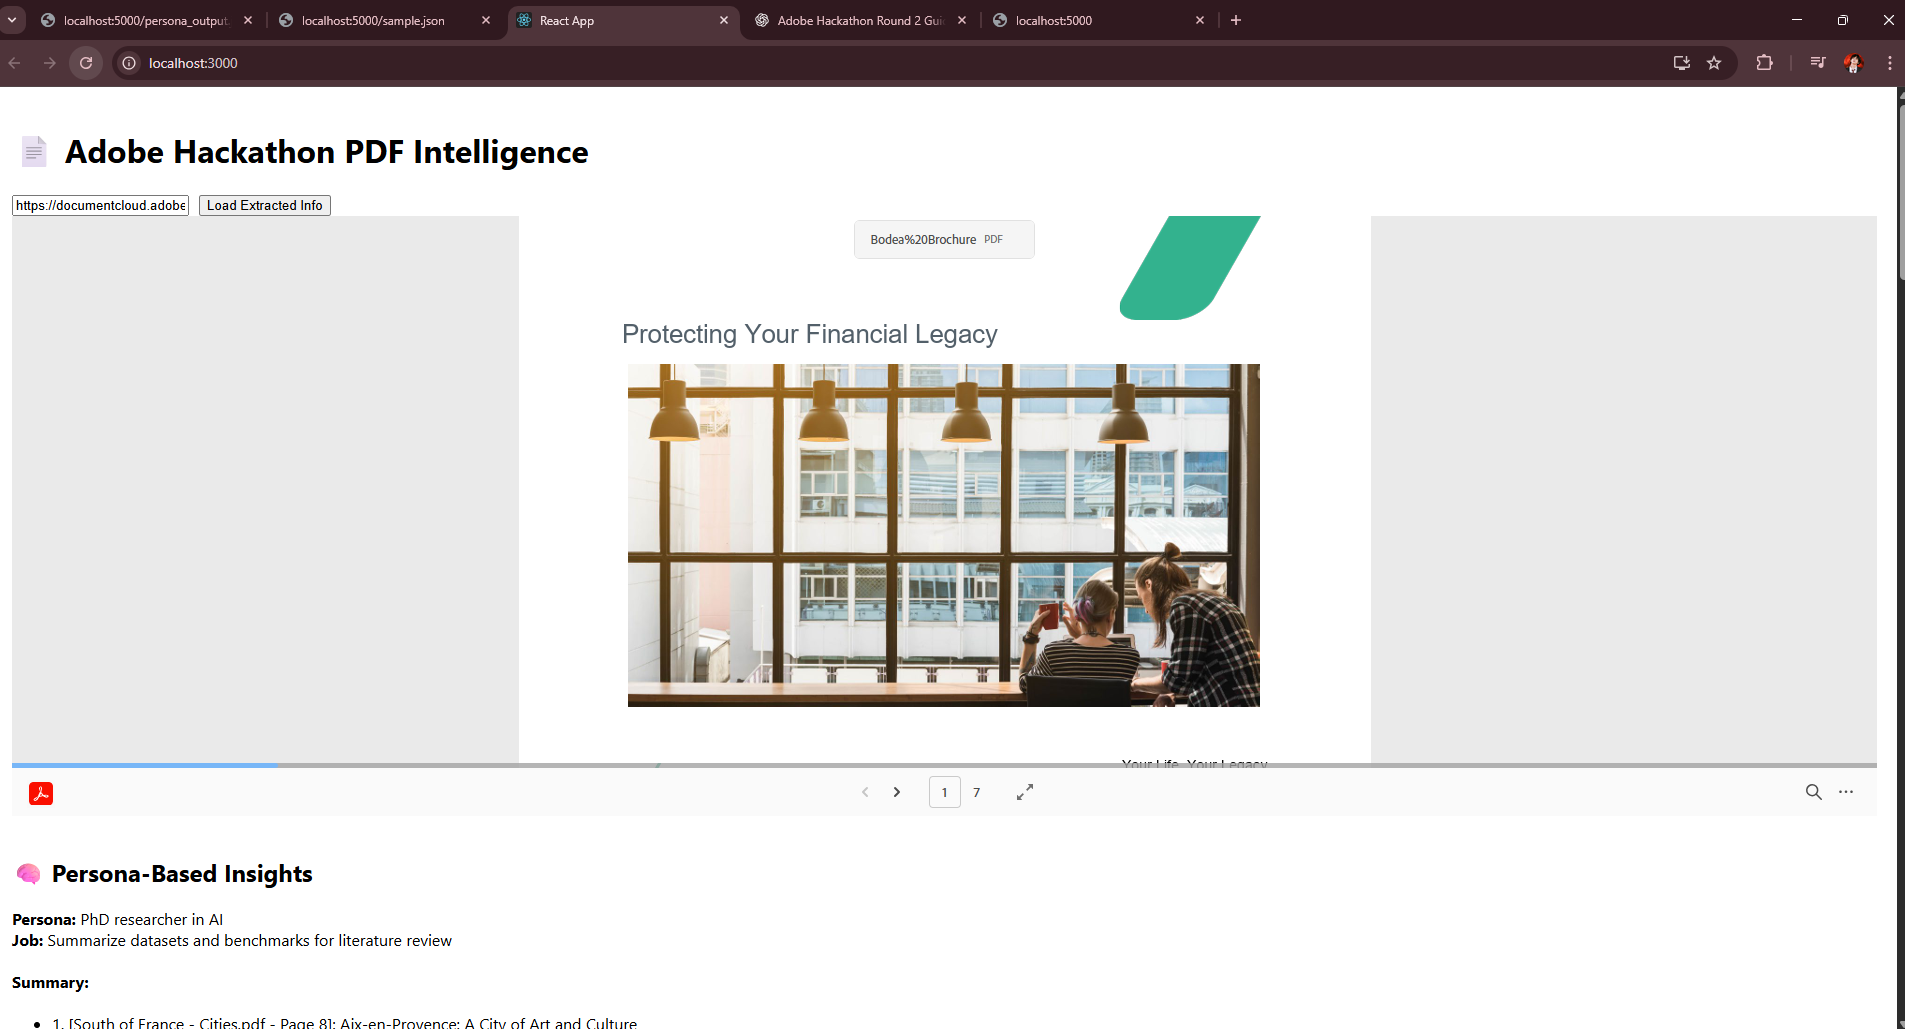 localhost:5000/persona_output.
localhost:5000/sample.json
React App
Adobe Hackathon Round 2 Gui
localhost:5000
localhost:3000
Adobe Hackathon PDF Intelligence
https://documentcloud.adobe
Load Extracted Info
Bodea%20Brochure PDF
Protecting Your Financial Legacy
Your Life, Your Legacy
1 7
Persona-Based Insights
Persona: PhD researcher in AI
Job: Summarize datasets and benchmarks for literature review
Summary:
• 1. [South of France - Cities.pdf - Page 8]: Aix-en-Provence: A City of Art and Culture